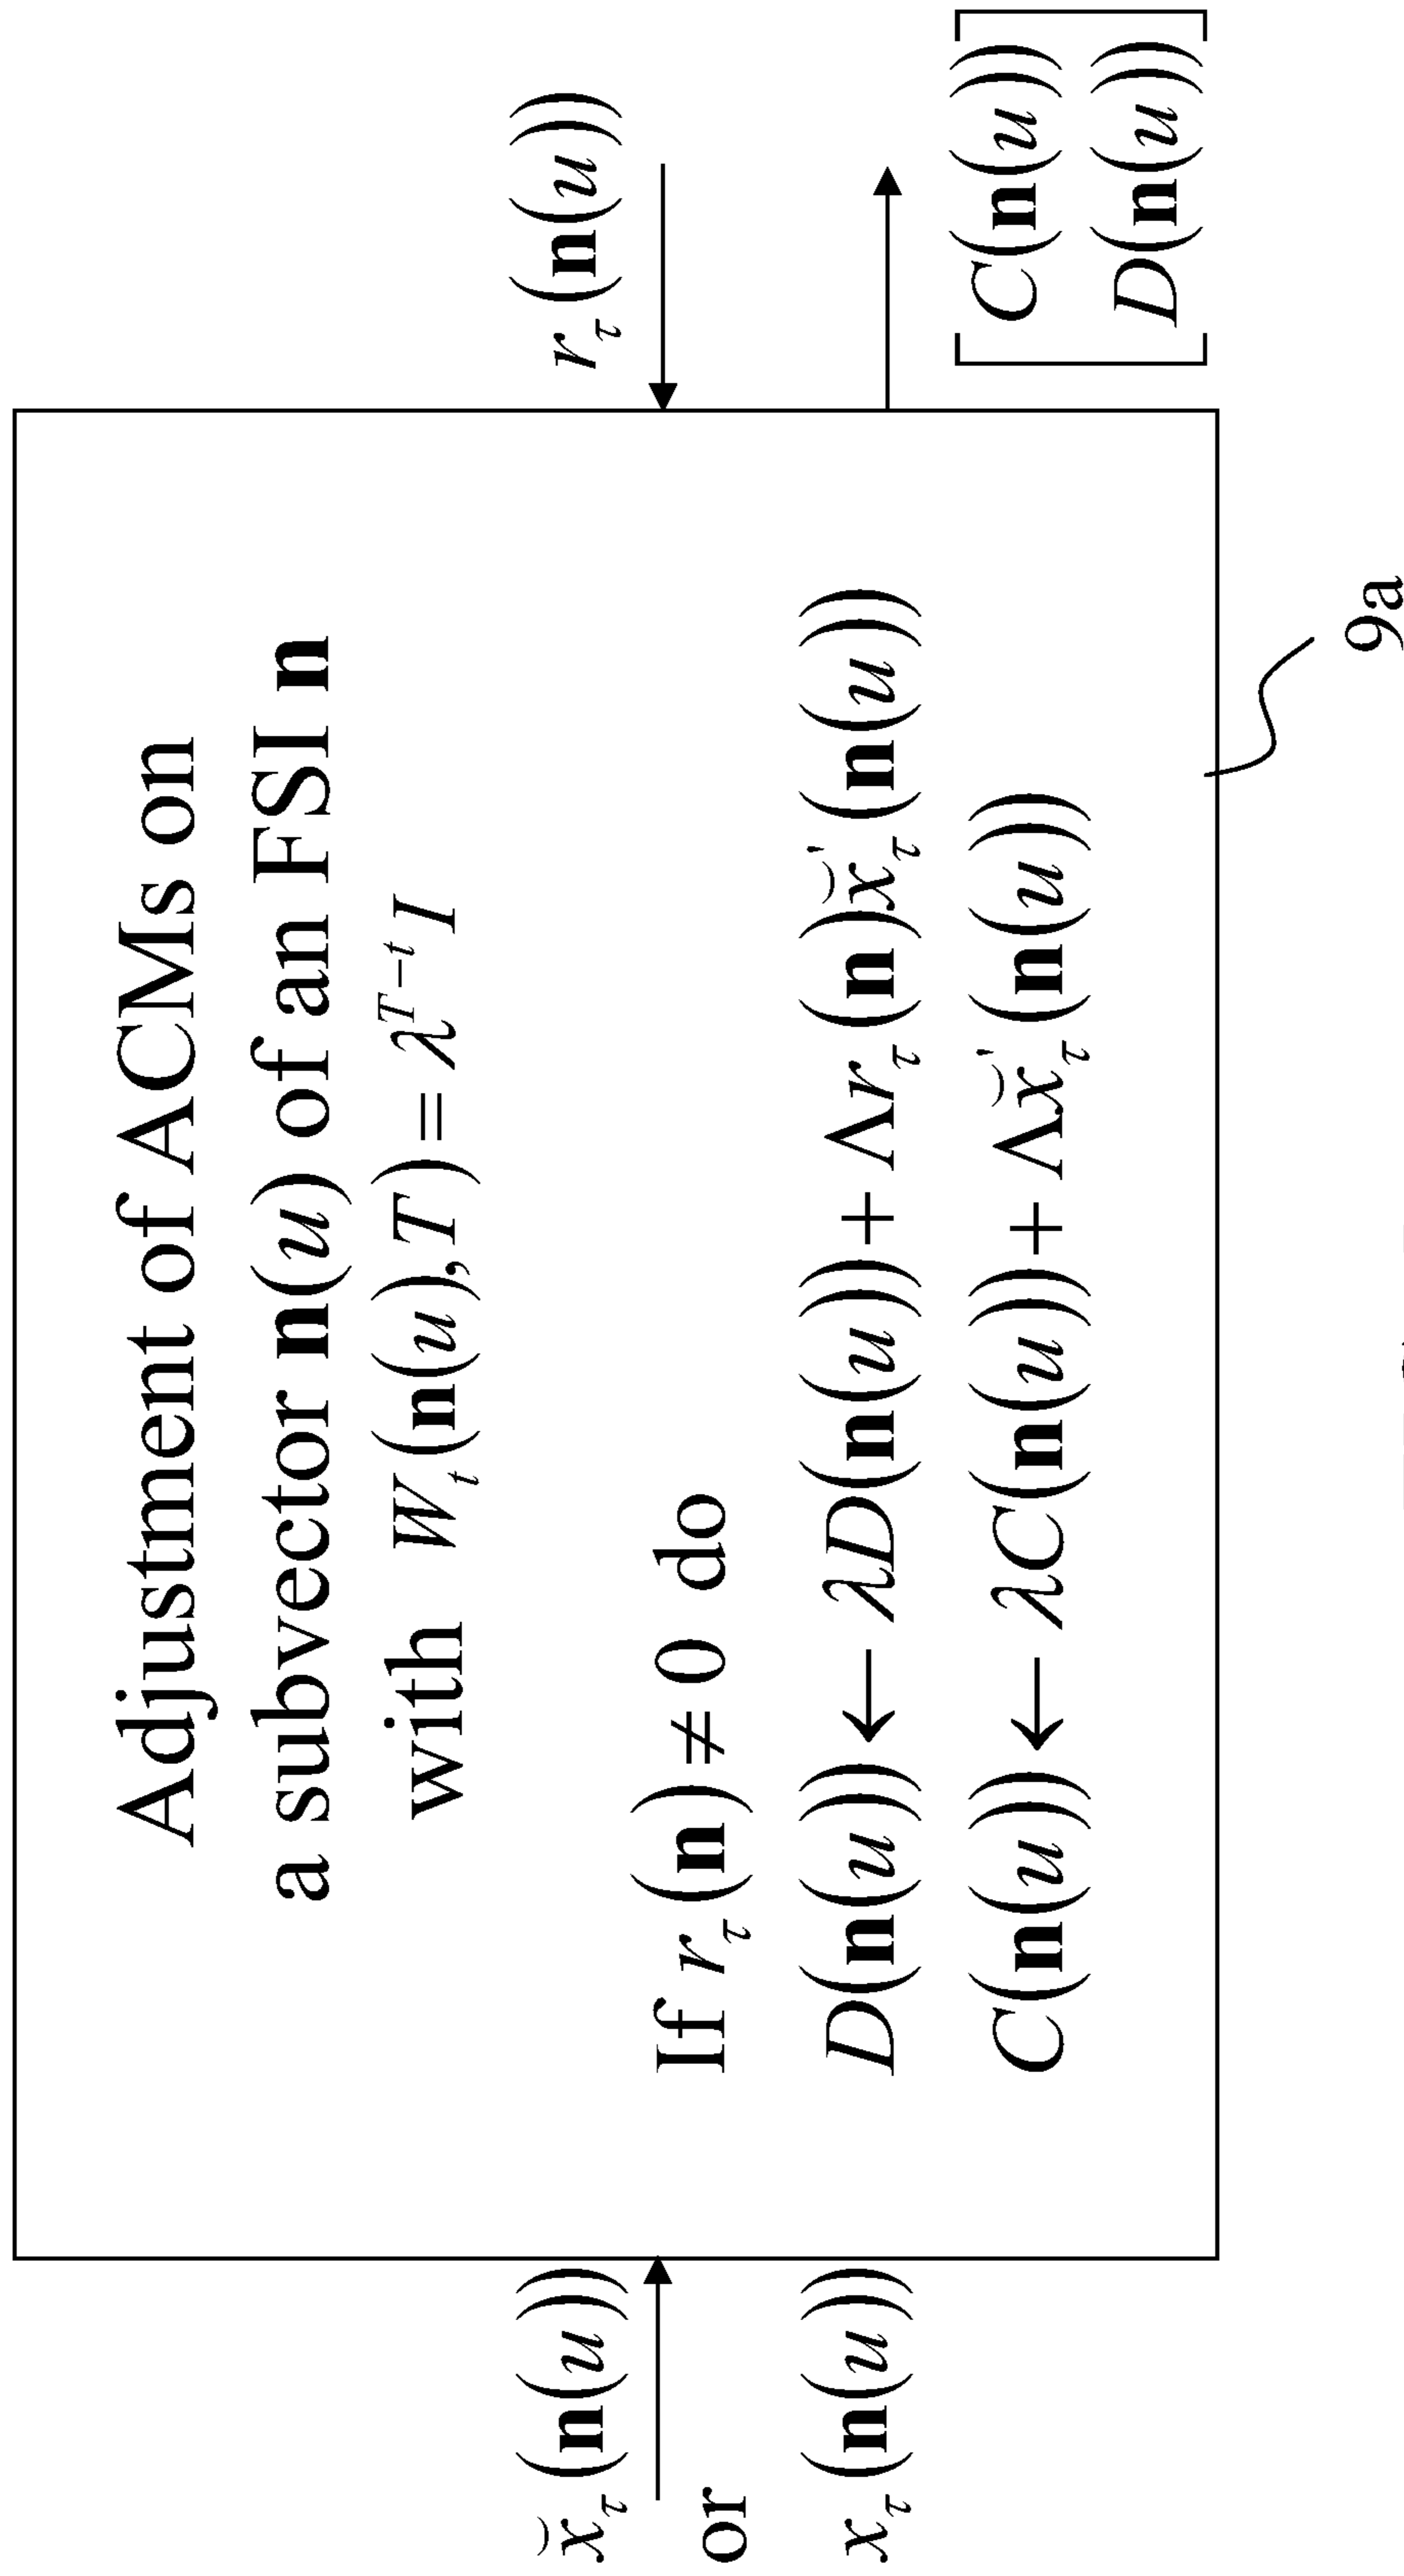 Adjustment of ACMs on
a subvector n(u) of an FSI n
with W_t(n(u),T) = λ^{T−t} I
If r_τ(n) ≠ 0 do
D(n(u)) ← λD(n(u)) + Λr_τ(n)x̆'_τ(n(u))
C(n(u)) ← λC(n(u)) + Λx̆'_τ(n(u))
x̆_τ(n(u))
or
x_τ(n(u))
r_τ(n(u))
[C(n(u))
D(n(u))]
9a